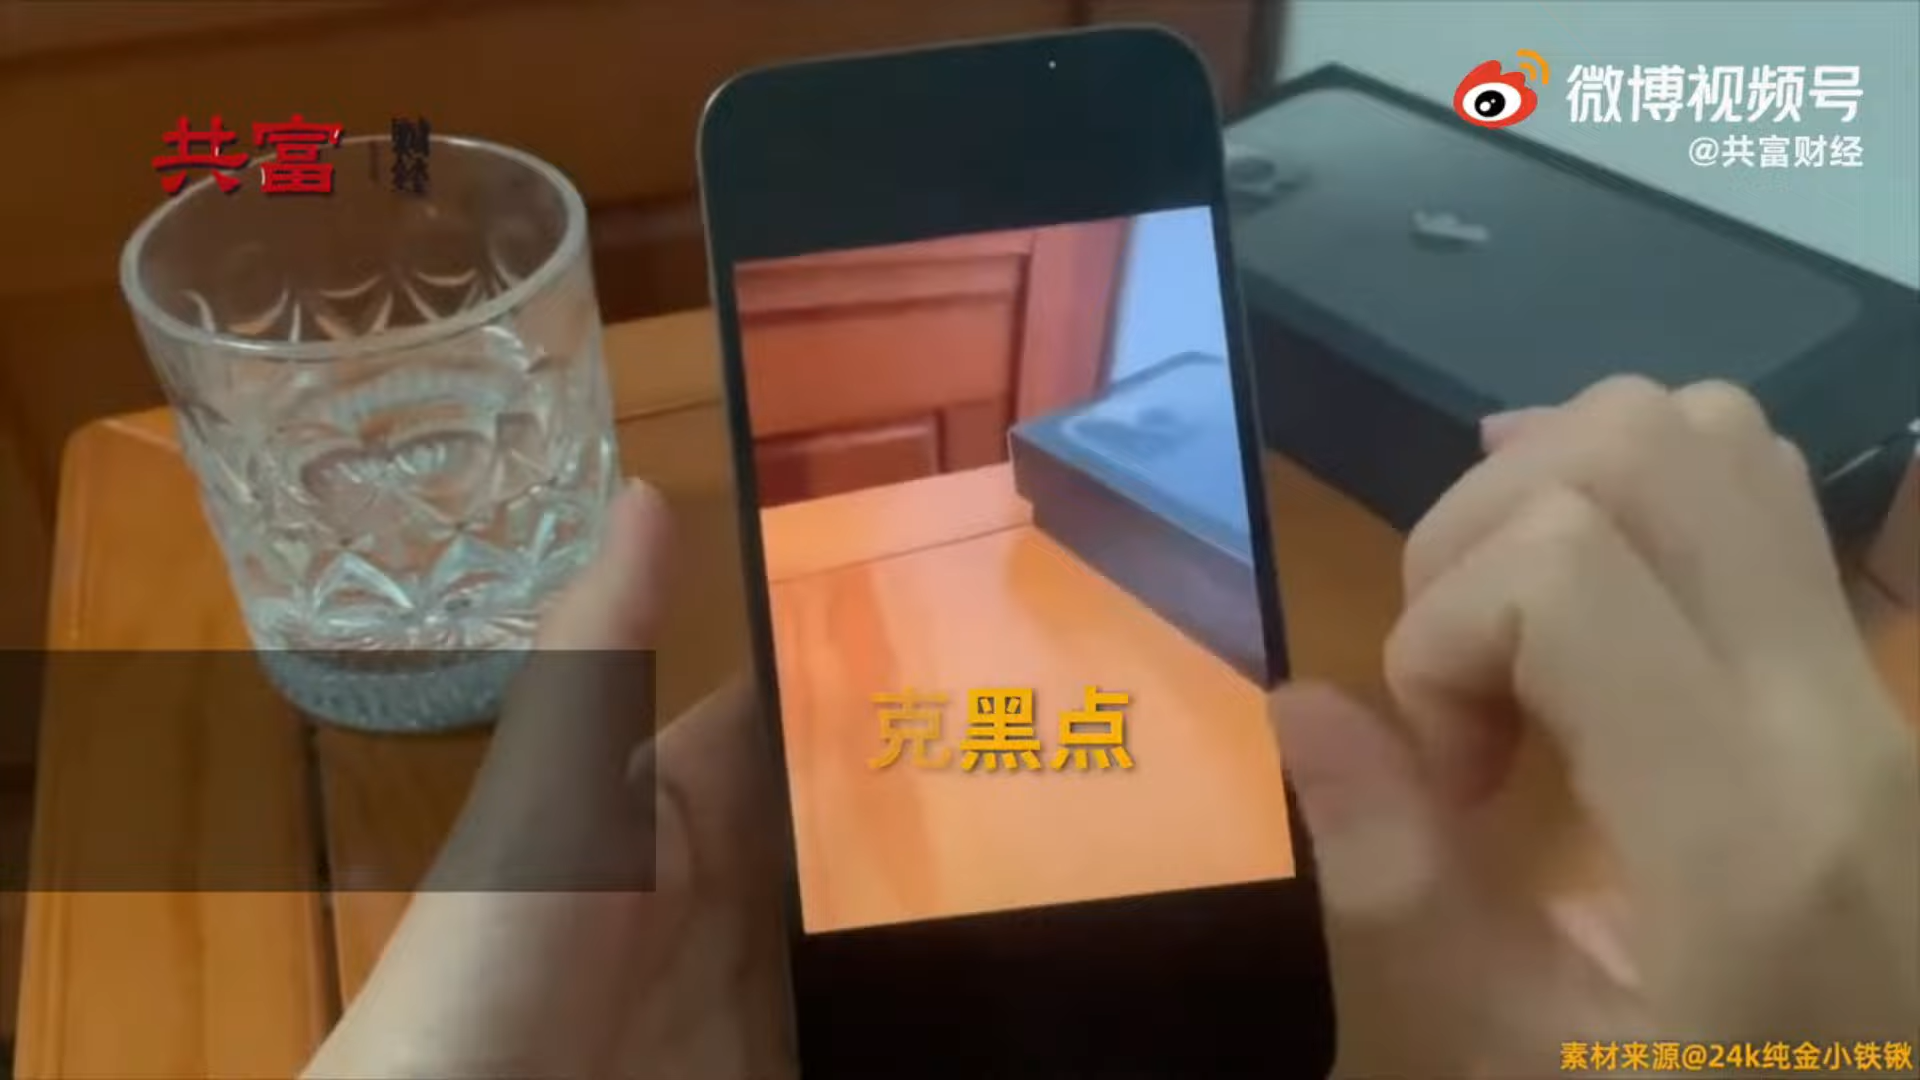 共富 财经
微博视频号
@共富财经
克黑点
素材来源@24k纯金小铁锹